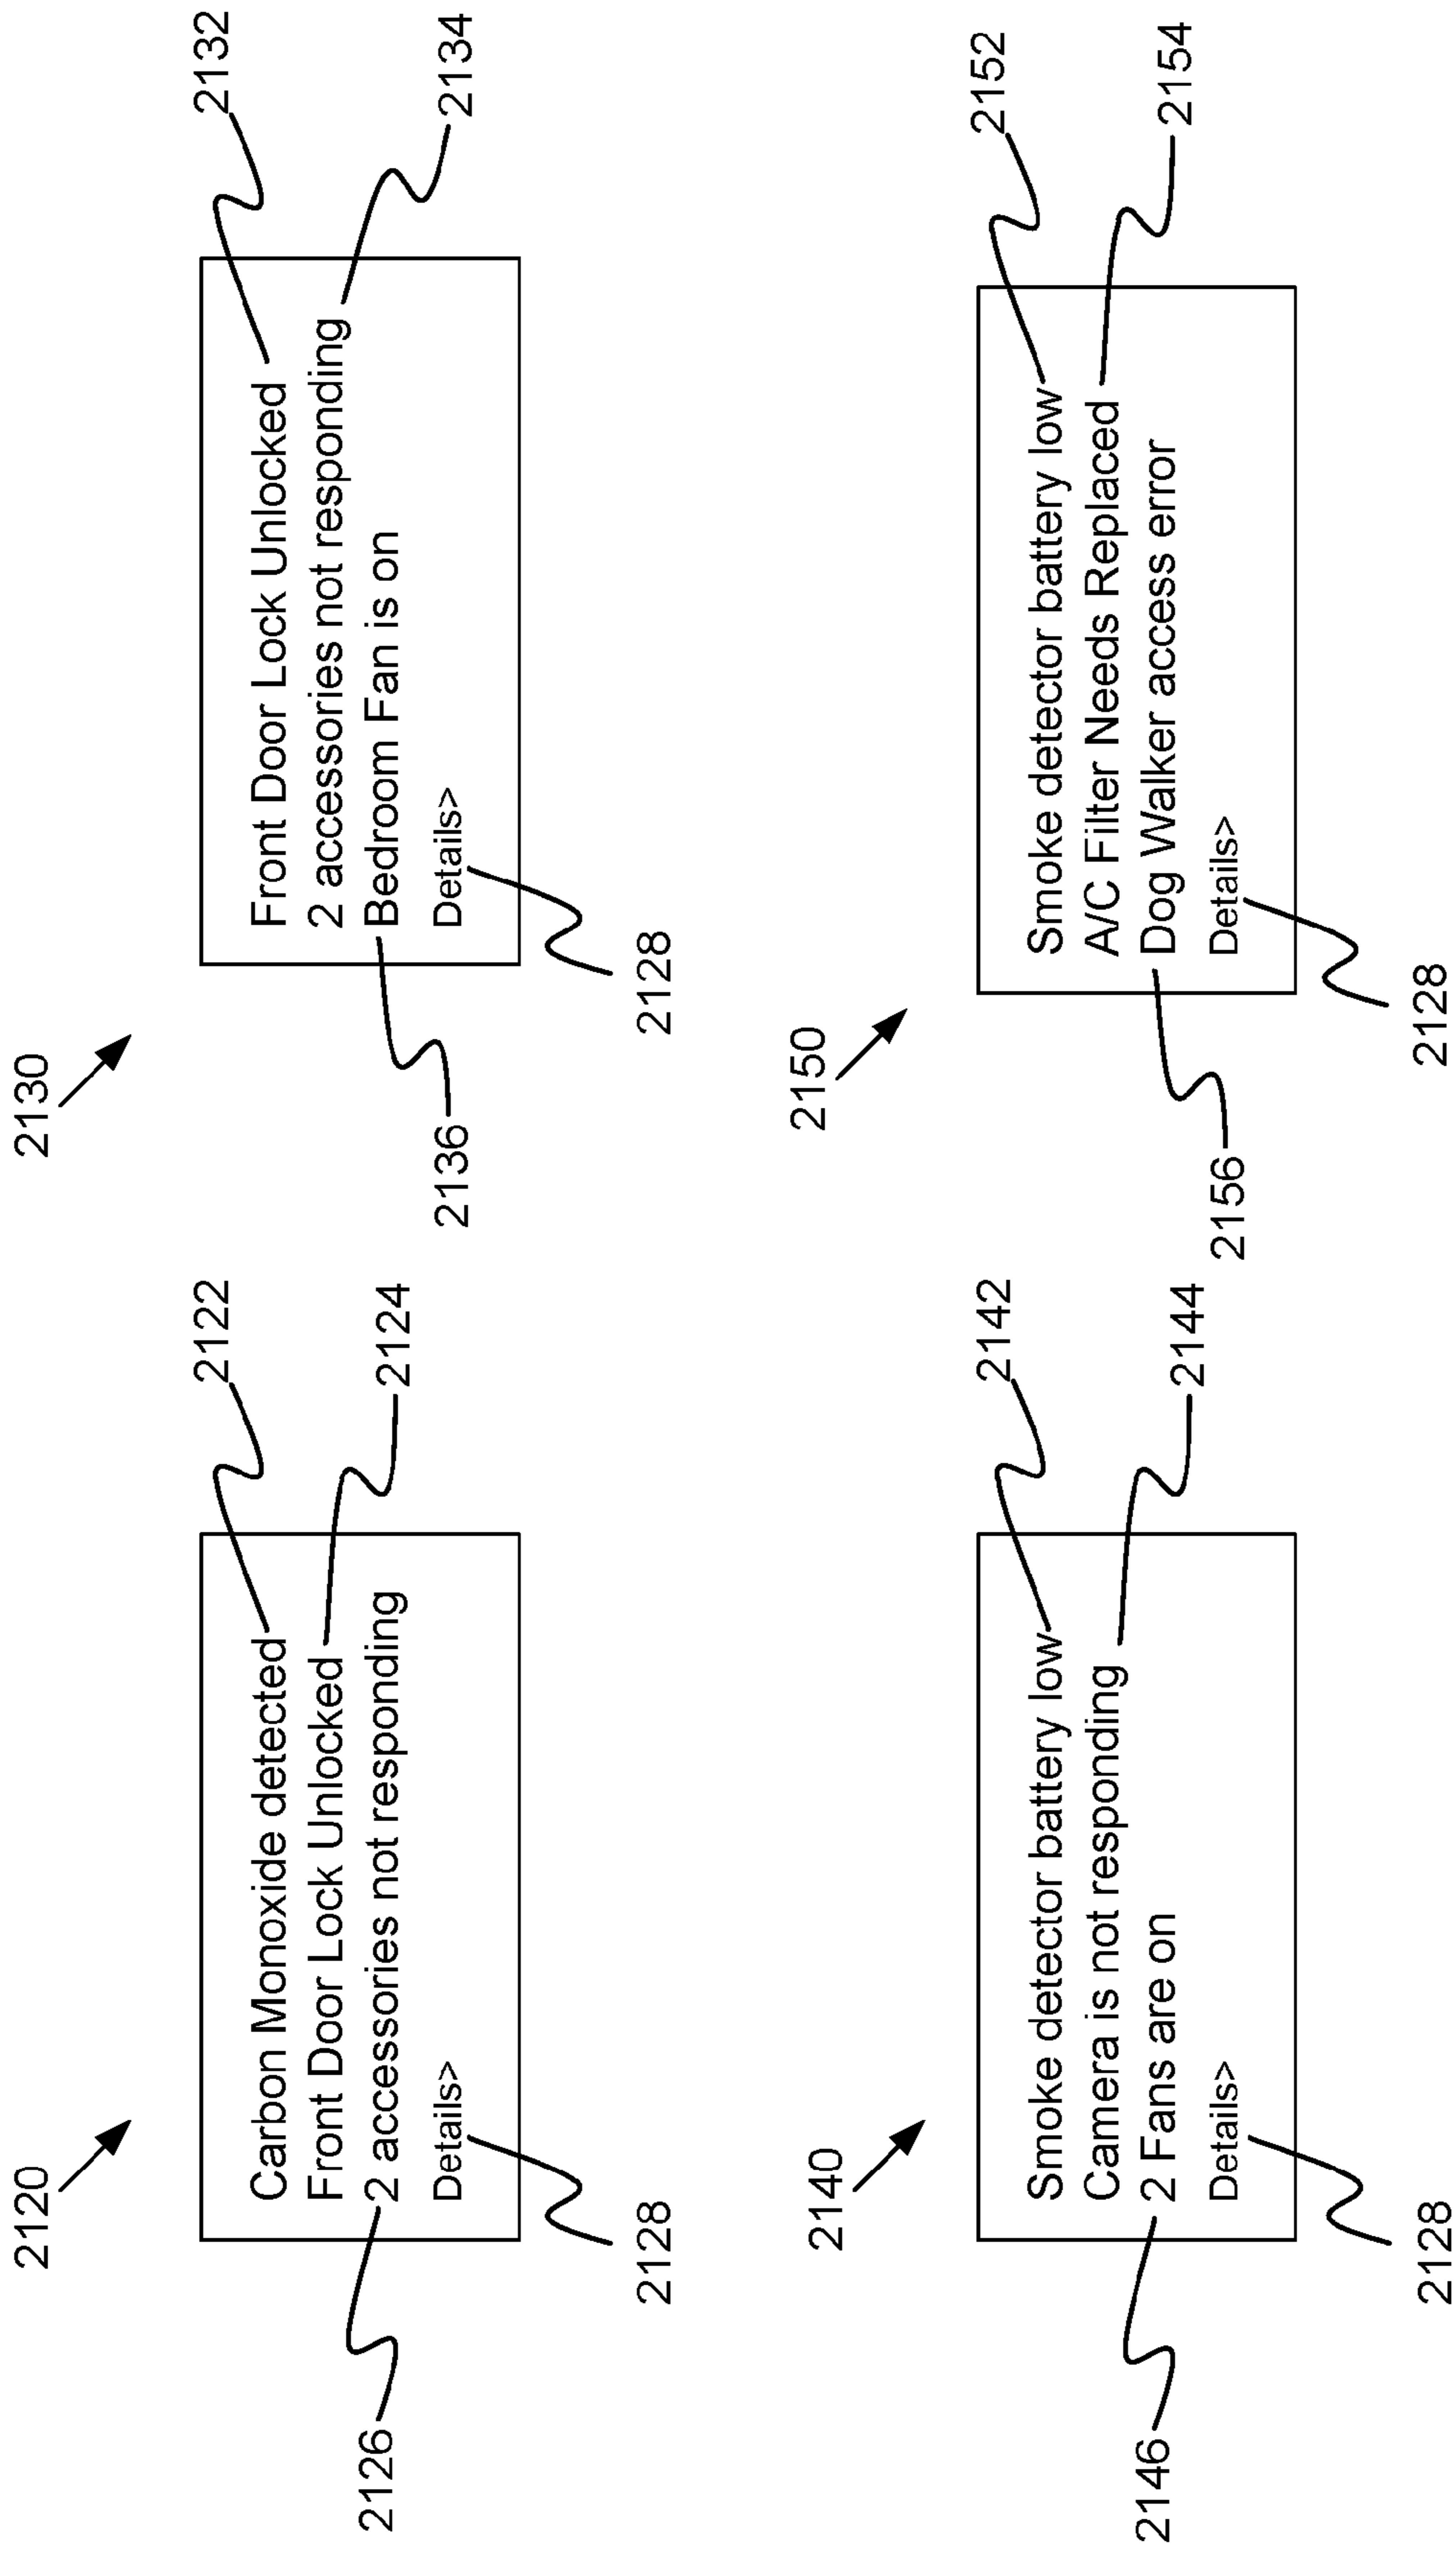 2120
Carbon Monoxide detected
Front Door Lock Unlocked
2 accessories not responding
Details>
2122
2124
2126
2128
2130
Front Door Lock Unlocked
2 accessories not responding
Bedroom Fan is on
Details>
2132
2134
2136
2128
2140
Smoke detector battery low
Camera is not responding
2 Fans are on
Details>
2142
2144
2146
2128
2150
Smoke detector battery low
A/C Filter Needs Replaced
Dog Walker access error
Details>
2152
2154
2156
2128